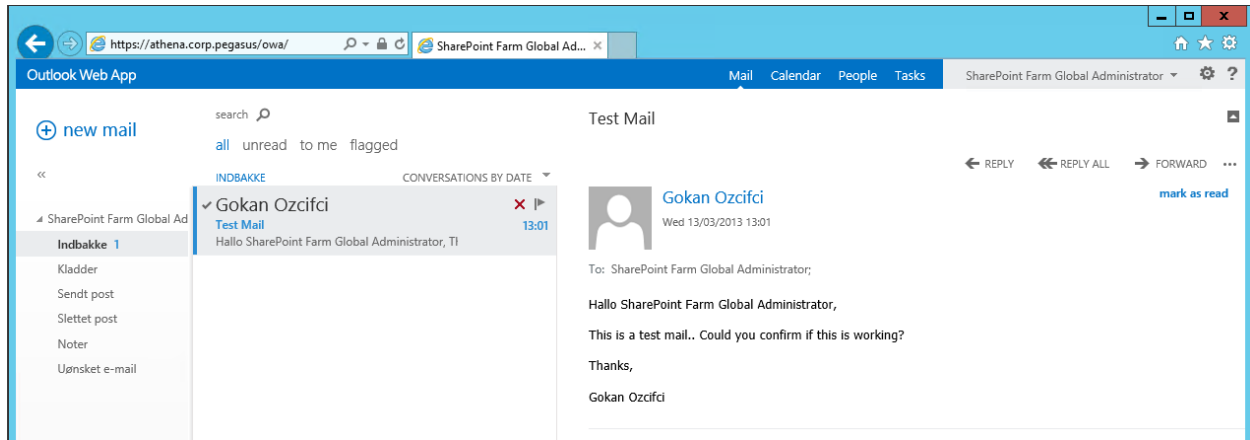 https://athena.corp.pegasus/owa/
SharePoint Farm Global Ad...
Outlook Web App
Mail Calendar People Tasks SharePoint Farm Global Administrator ?
new mail
search
all unread to me flagged
INDBAKKE CONVERSATIONS BY DATE
Gokan Ozcifci
Test Mail 13:01
Hallo SharePoint Farm Global Administrator, Tl
SharePoint Farm Global Ad
Indbakke 1
Kladder
Sendt post
Slettet post
Noter
Uønsket e-mail
Test Mail
REPLY REPLY ALL FORWARD ...
mark as read
Gokan Ozcifci
Wed 13/03/2013 13:01
To: SharePoint Farm Global Administrator;
Hallo SharePoint Farm Global Administrator,
This is a test mail.. Could you confirm if this is working?
Thanks,
Gokan Ozcifci